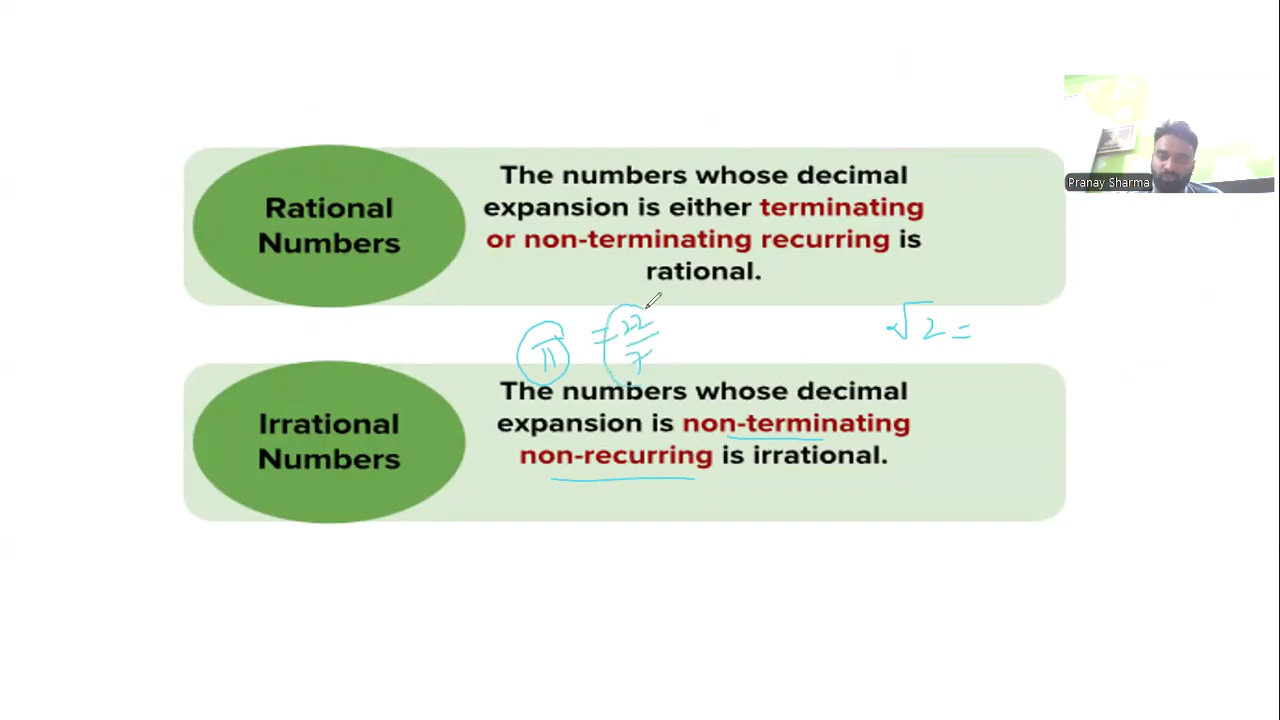 Rational
Numbers
The numbers whose decimal
expansion is either terminating
or non-terminating recurring is
rational.
Pranay Sharma
π = 22/7
√2 =
Irrational
Numbers
The numbers whose decimal
expansion is non-terminating
non-recurring is irrational.